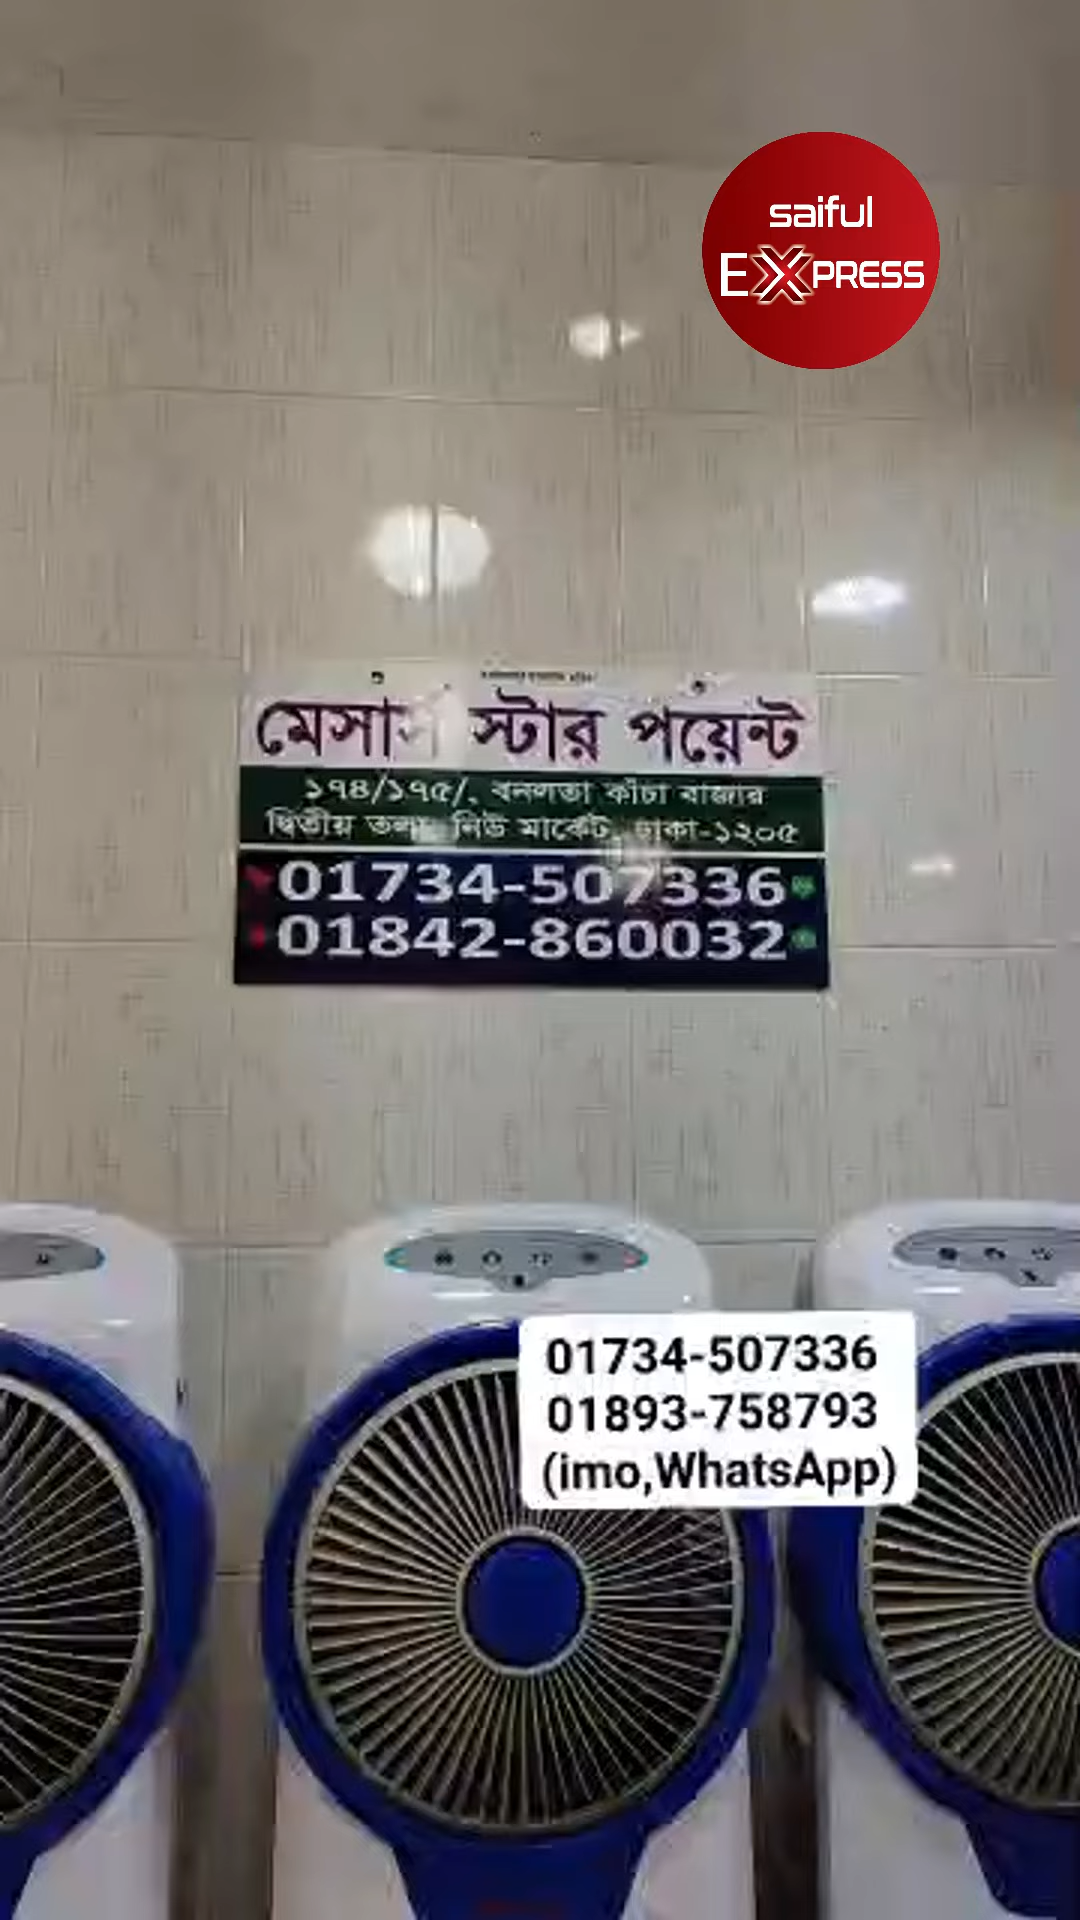 saiful
EXPRESS
মেসার্স স্টার পয়েন্ট
১৭৪/১৭৫/, বনলতা কাঁচা বাজার
দ্বিতীয় তলা, নিউ মার্কেট, ঢাকা-১২০৫
01734-507336
01842-860032
01734-507336
01893-758793
(imo,WhatsApp)